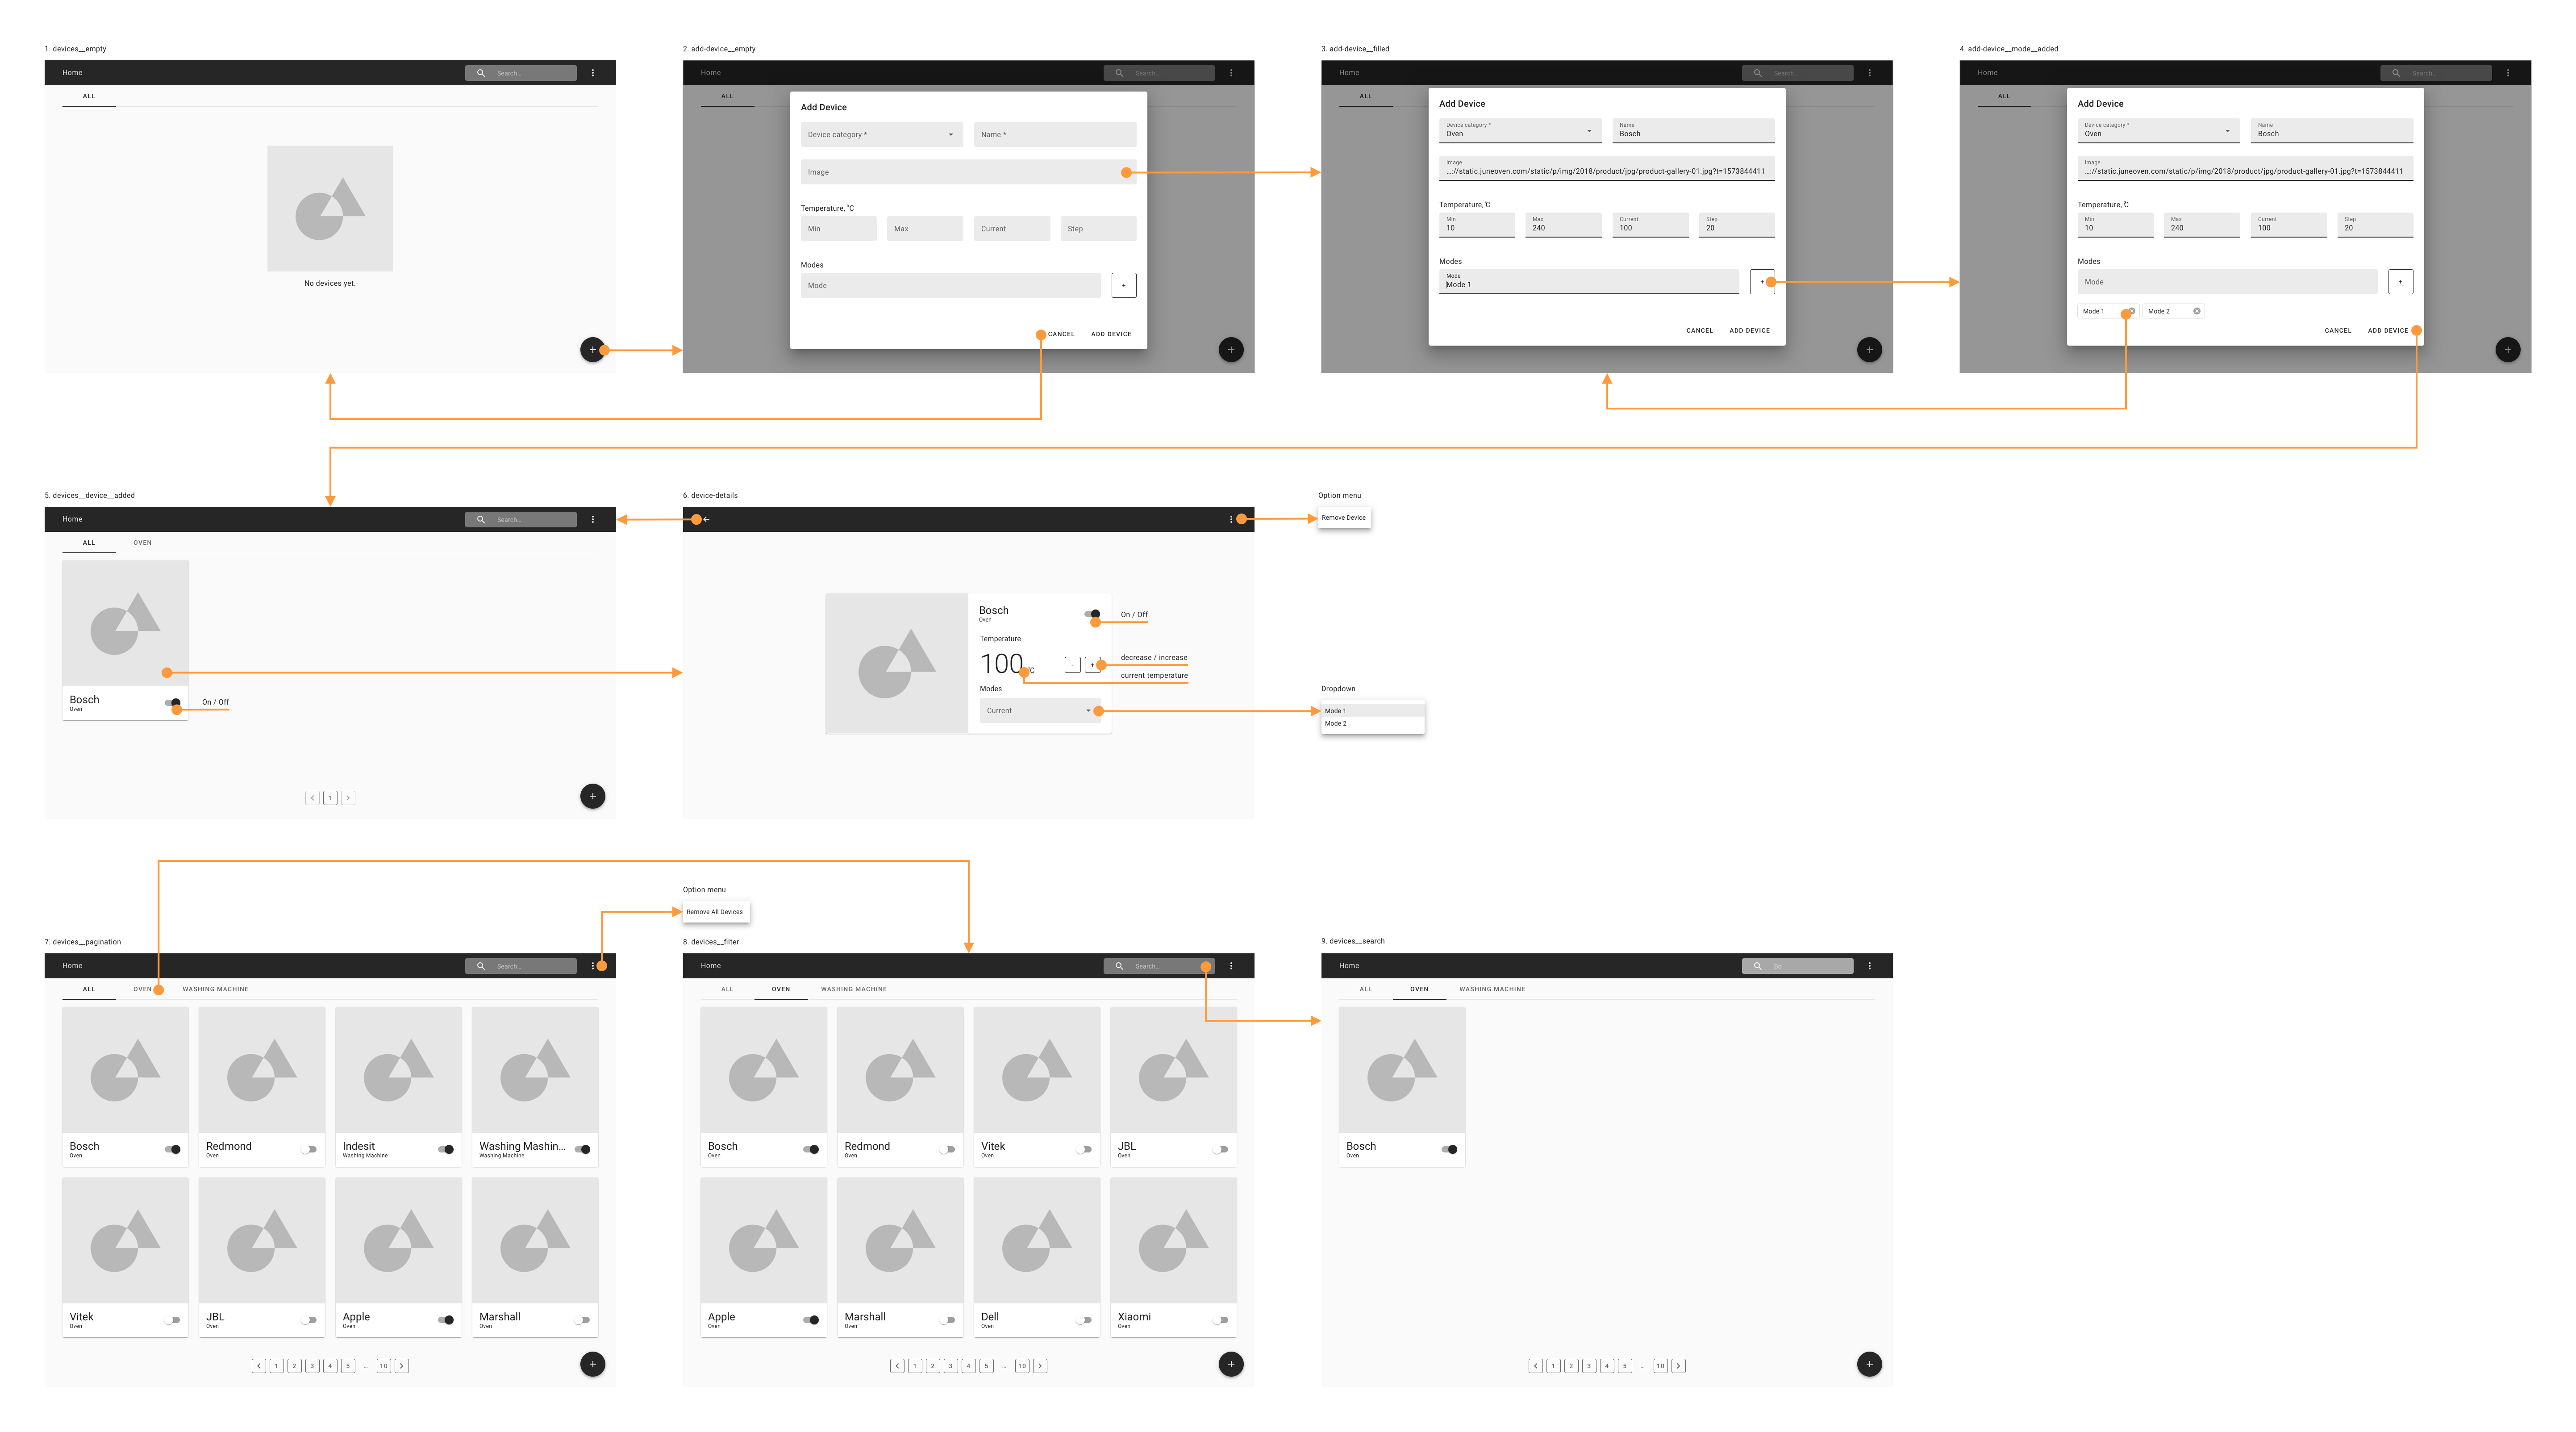 1. devices__empty
Home
Search...
ALL
No devices yet.
+
2. add-device__empty
Home
Search...
ALL
Add Device
Device category *
Name *
Image
Temperature, °C
Min
Max
Current
Step
Modes
Mode
+
CANCEL
ADD DEVICE
+
3. add-device__filled
Home
Search...
ALL
Add Device
Device category *
Oven
Name
Bosch
Image
...://static.juneoven.com/static/p/img/2018/product/jpg/product-gallery-01.jpg?t=1573844411
Temperature, ℃
Min
10
Max
240
Current
100
Step
20
Modes
Mode
Mode 1
+
CANCEL
ADD DEVICE
+
4. add-device__mode__added
Home
Search...
ALL
Add Device
Device category *
Oven
Name
Bosch
Image
...://static.juneoven.com/static/p/img/2018/product/jpg/product-gallery-01.jpg?t=1573844411
Temperature, ℃
Min
10
Max
240
Current
100
Step
20
Modes
Mode
+
Mode 1
Mode 2
CANCEL
ADD DEVICE
+
5. devices__device__added
Home
Search...
ALL
OVEN
Bosch
Oven
On / Off
1
+
6. device-details
Bosch
Oven
On / Off
Temperature
100
°C
-
+
decrease / increase
current temperature
Modes
Current
Option menu
Remove Device
Dropdown
Mode 1
Mode 2
Option menu
Remove All Devices
7. devices__pagination
Home
Search...
ALL
OVEN
WASHING MACHINE
Bosch
Oven
Redmond
Oven
Indesit
Washing Machine
Washing Mashin...
Washing Machine
Vitek
Oven
JBL
Oven
Apple
Oven
Marshall
Oven
1 2 3 4 5 ... 10
+
8. devices__filter
Home
Search...
ALL
OVEN
WASHING MACHINE
Bosch
Oven
Redmond
Oven
Vitek
Oven
JBL
Oven
Apple
Oven
Marshall
Oven
Dell
Oven
Xiaomi
Oven
1 2 3 4 5 ... 10
+
9. devices__search
Home
ALL
OVEN
WASHING MACHINE
Bosch
Oven
1 2 3 4 5 ... 10
+